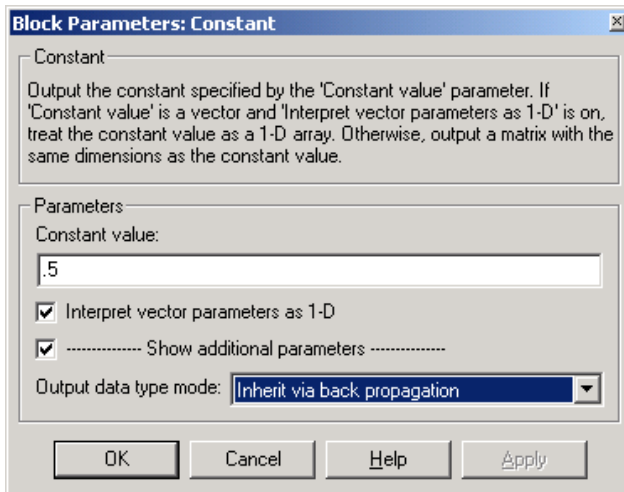 Block Parameters: Constant
Constant
Output the constant specified by the 'Constant value' parameter. If
'Constant value' is a vector and 'Interpret vector parameters as 1-D' is on,
treat the constant value as a 1-D array. Otherwise, output a matrix with the
same dimensions as the constant value.
Parameters
Constant value:
.5
Interpret vector parameters as 1-D
-------------- Show additional parameters --------------
Output data type mode: Inherit via back propagation
OK Cancel Help Apply